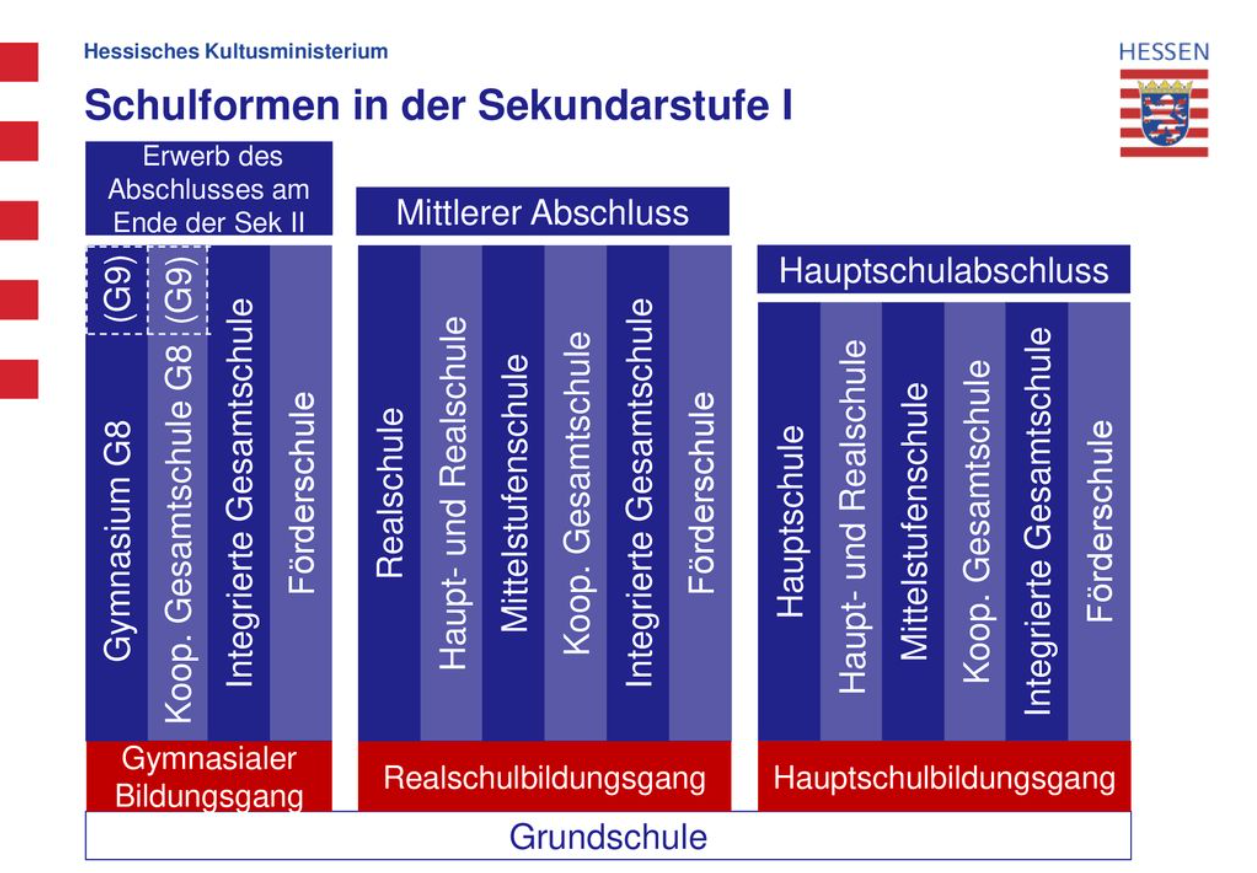 Hessisches Kultusministerium
HESSEN
Schulformen in der Sekundarstufe I
Erwerb des
Abschlusses am
Ende der Sek II
Mittlerer Abschluss
Hauptschulabschluss
Gymnasium G8 (G9)
Koop. Gesamtschule G8 (G9)
Integrierte Gesamtschule
Förderschule
Realschule
Haupt- und Realschule
Mittelstufenschule
Koop. Gesamtschule
Integrierte Gesamtschule
Förderschule
Hauptschule
Haupt- und Realschule
Mittelstufenschule
Koop. Gesamtschule
Integrierte Gesamtschule
Förderschule
Gymnasialer
Bildungsgang
Realschulbildungsgang
Hauptschulbildungsgang
Grundschule